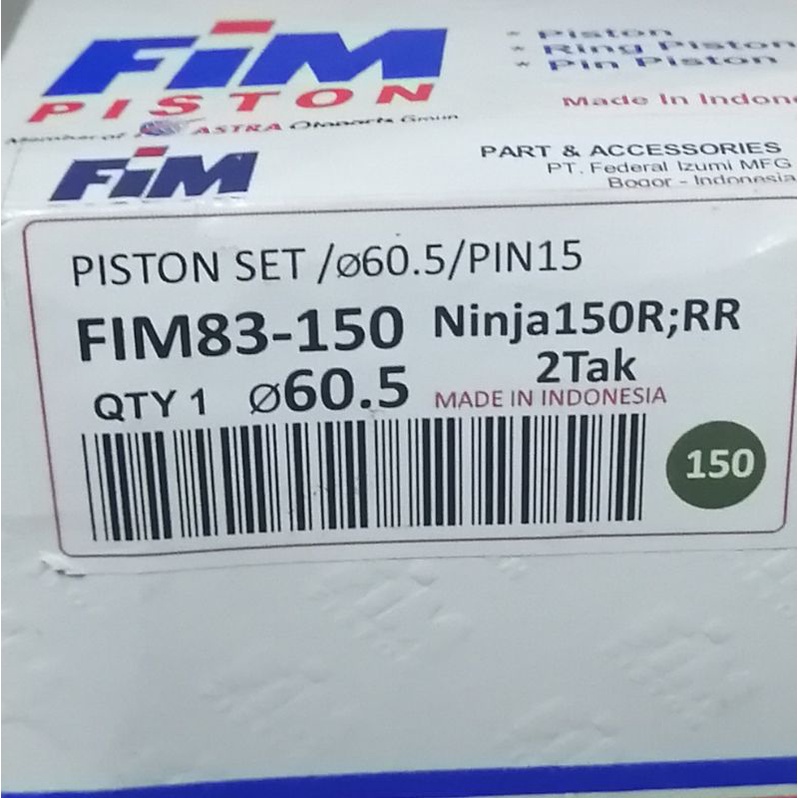 FiM
PISTON
Member of ASTRA Otoparts Group
* Piston
* Ring Piston
* Pin Piston
Made In Indon
FiM
PART & ACCESSORIES
PT. Federal Izumi MFG
Bogor - Indonesia
PISTON SET /ø60.5/PIN15
FIM83-150 Ninja150R;RR
2Tak
QTY 1 ø60.5 MADE IN INDONESIA
150